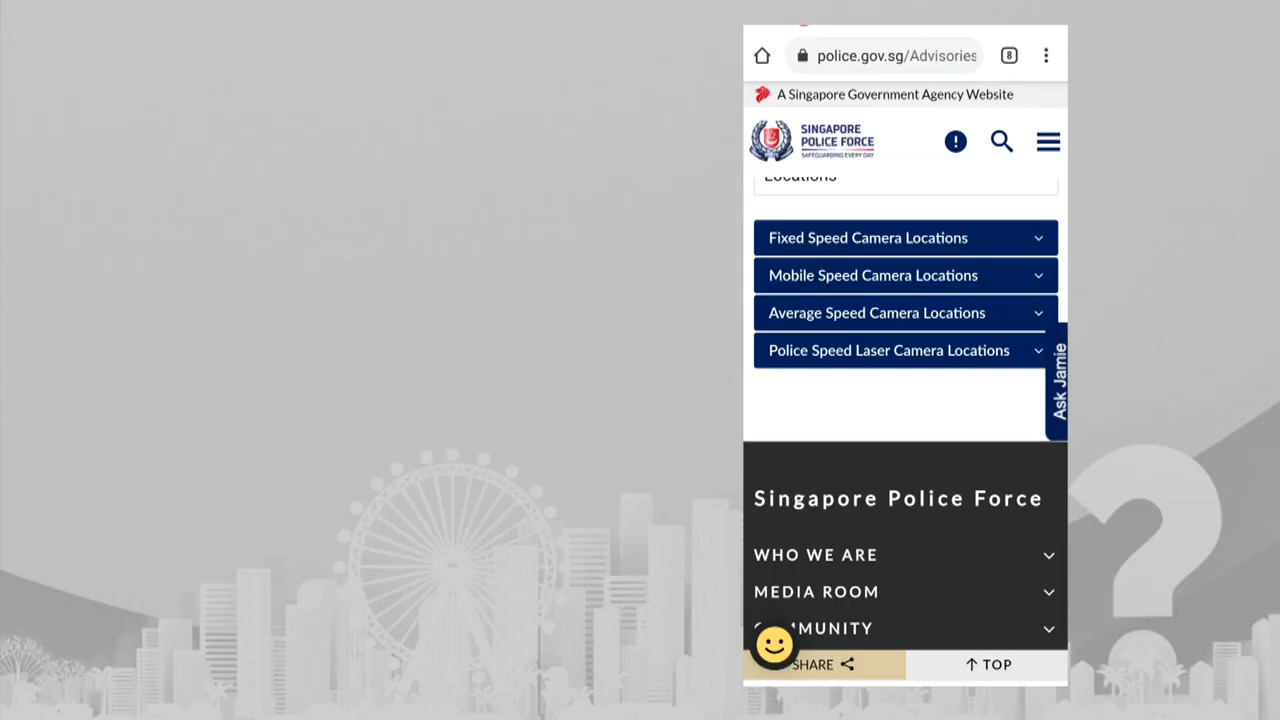 police.gov.sg/Advisories
8
A Singapore Government Agency Website
SINGAPORE
POLICE FORCE
SAFEGUARDING EVERY DAY
Locations
Fixed Speed Camera Locations
Mobile Speed Camera Locations
Average Speed Camera Locations
Police Speed Laser Camera Locations
Ask Jamie
Singapore Police Force
WHO WE ARE
MEDIA ROOM
COMMUNITY
SHARE
TOP
?